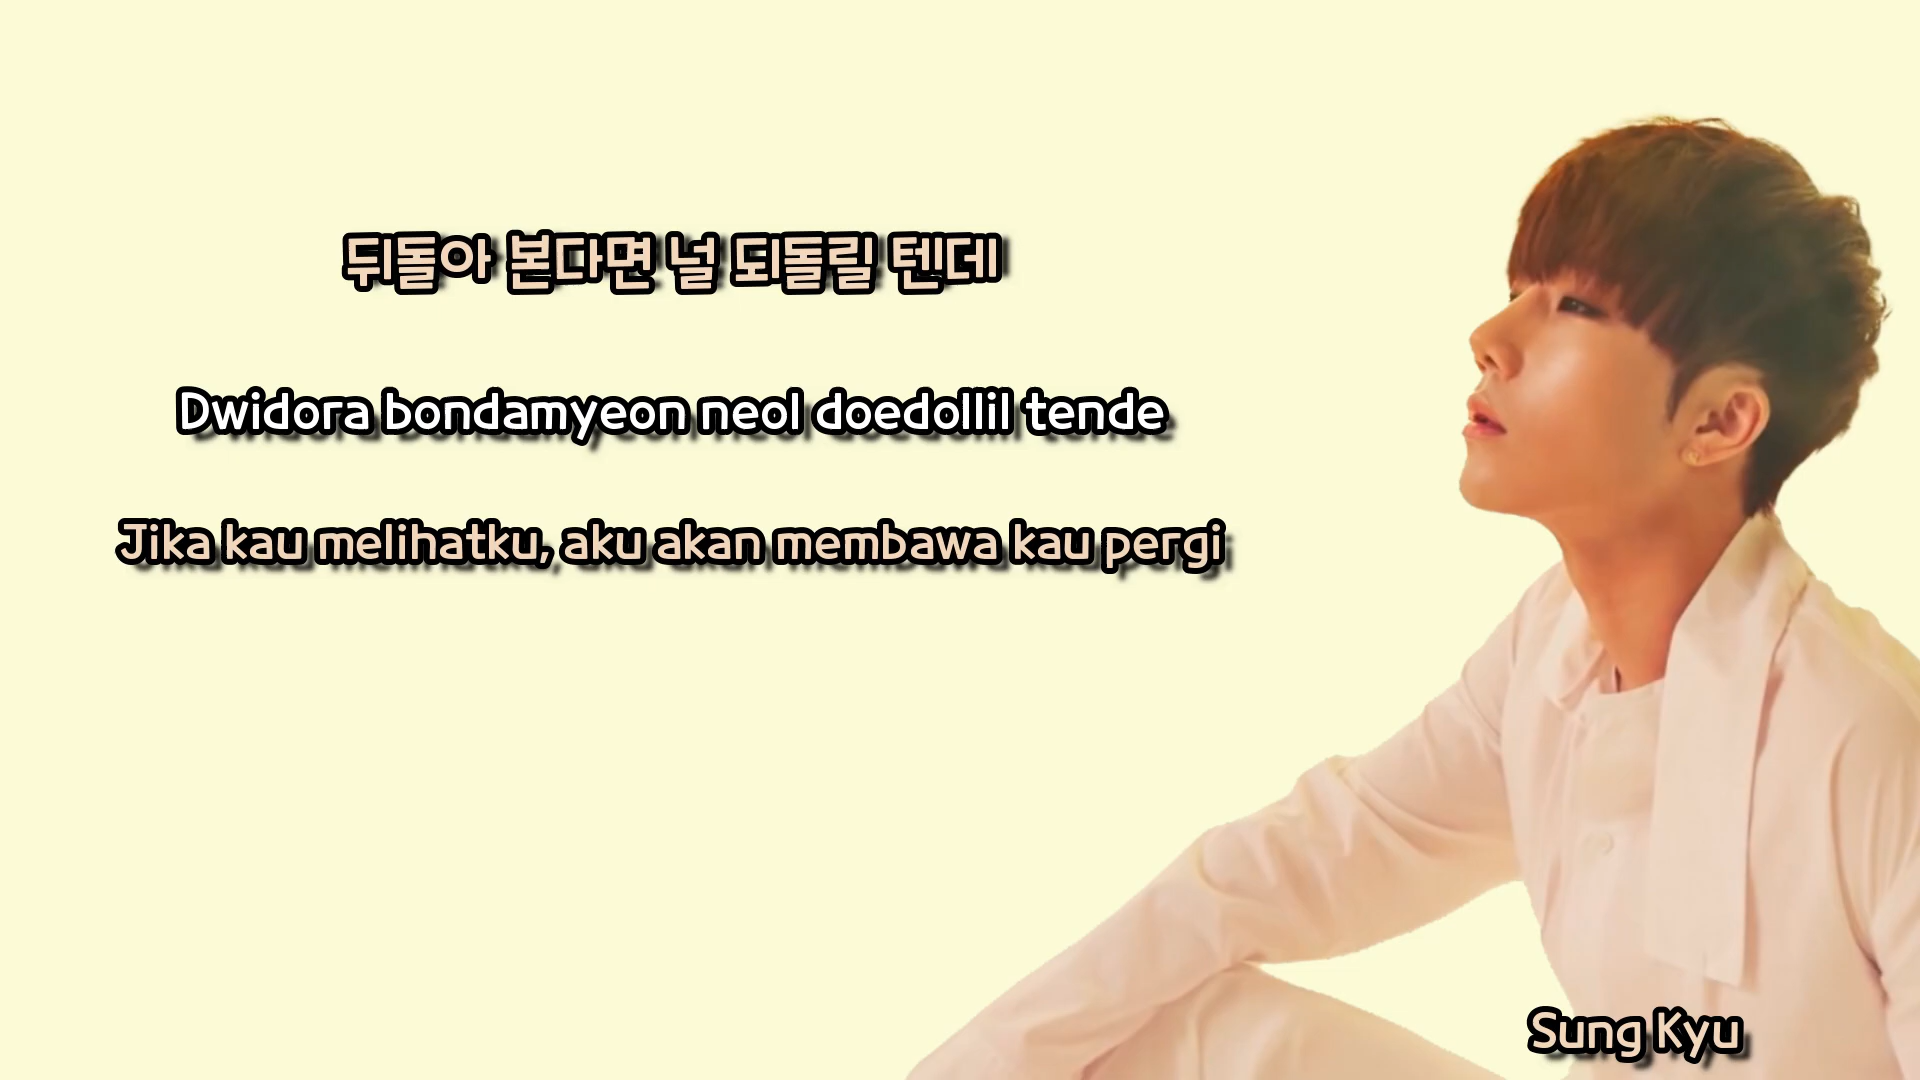 뒤돌아 본다면 널 되돌릴 텐데
Dwidora bondamyeon neol doedollil tende
Jika kau melihatku, aku akan membawa kau pergi
Sung Kyu